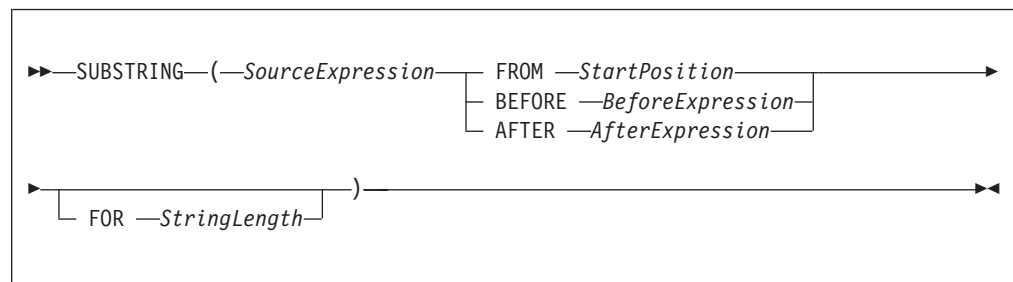 SUBSTRING ( SourceExpression FROM StartPosition
BEFORE BeforeExpression
AFTER AfterExpression
)
FOR StringLength